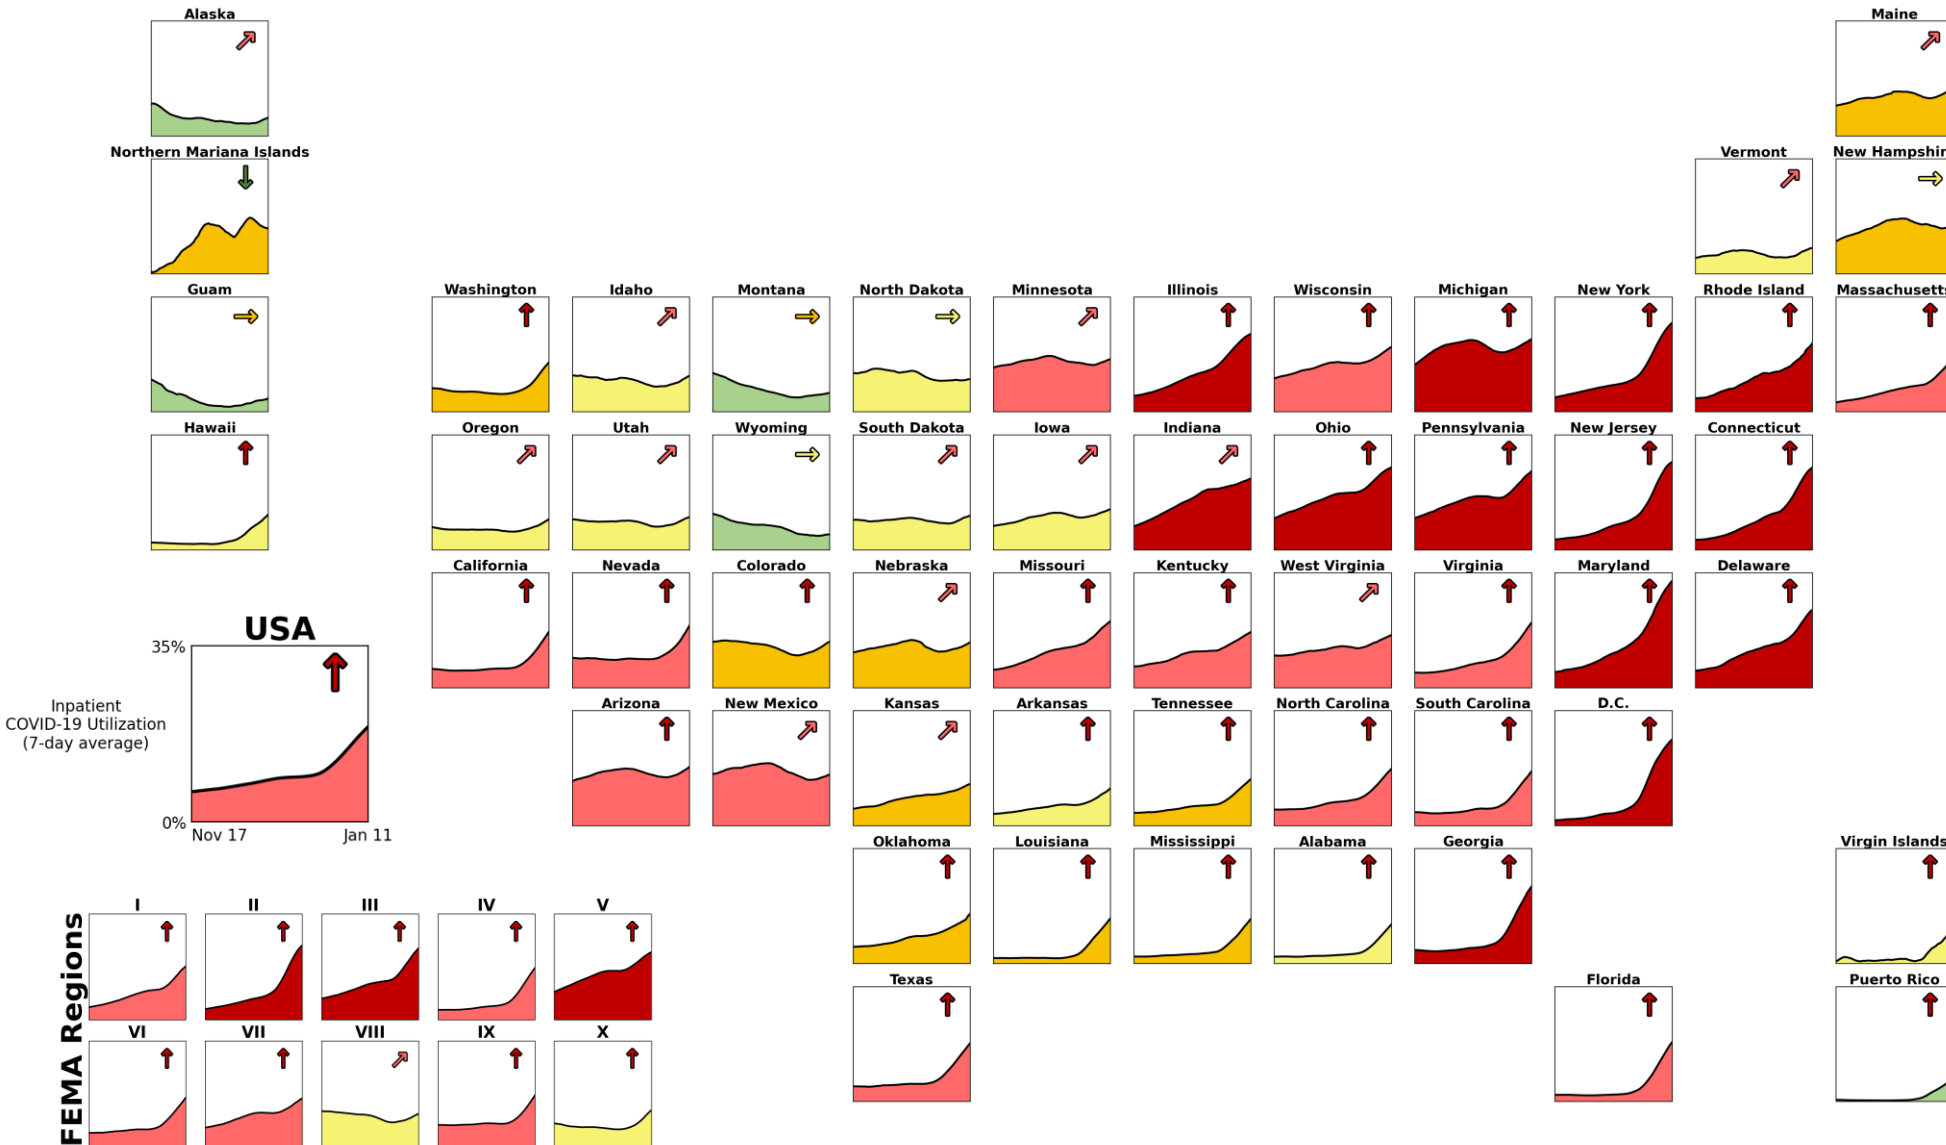 Alaska
Maine
Northern Mariana Islands
Vermont
New Hampshir
Guam
Washington
Idaho
Montana
North Dakota
Minnesota
Illinois
Wisconsin
Michigan
New York
Rhode Island
Massachusetts
Hawaii
Oregon
Utah
Wyoming
South Dakota
Iowa
Indiana
Ohio
Pennsylvania
New Jersey
Connecticut
California
Nevada
Colorado
Nebraska
Missouri
Kentucky
West Virginia
Virginia
Maryland
Delaware
USA
35%
Inpatient
COVID-19 Utilization
(7-day average)
0%
Nov 17
Jan 11
Arizona
New Mexico
Kansas
Arkansas
Tennessee
North Carolina
South Carolina
D.C.
Oklahoma
Louisiana
Mississippi
Alabama
Georgia
Virgin Islands
Texas
Florida
Puerto Rico
FEMA Regions
I
II
III
IV
V
VI
VII
VIII
IX
X